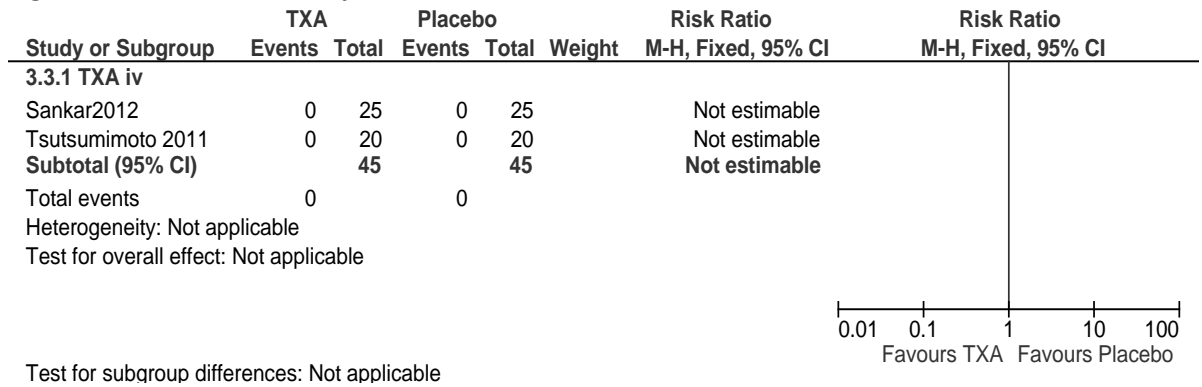 TXA Placebo Risk Ratio Risk Ratio
Study or Subgroup Events Total Events Total Weight M-H, Fixed, 95% CI M-H, Fixed, 95% CI
3.3.1 TXA iv
Sankar2012 0 25 0 25 Not estimable
Tsutsumimoto 2011 0 20 0 20 Not estimable
Subtotal (95% CI) 45 45 Not estimable
Total events 0 0
Heterogeneity: Not applicable
Test for overall effect: Not applicable
0.01 0.1 1 10 100
Favours TXA Favours Placebo
Test for subgroup differences: Not applicable